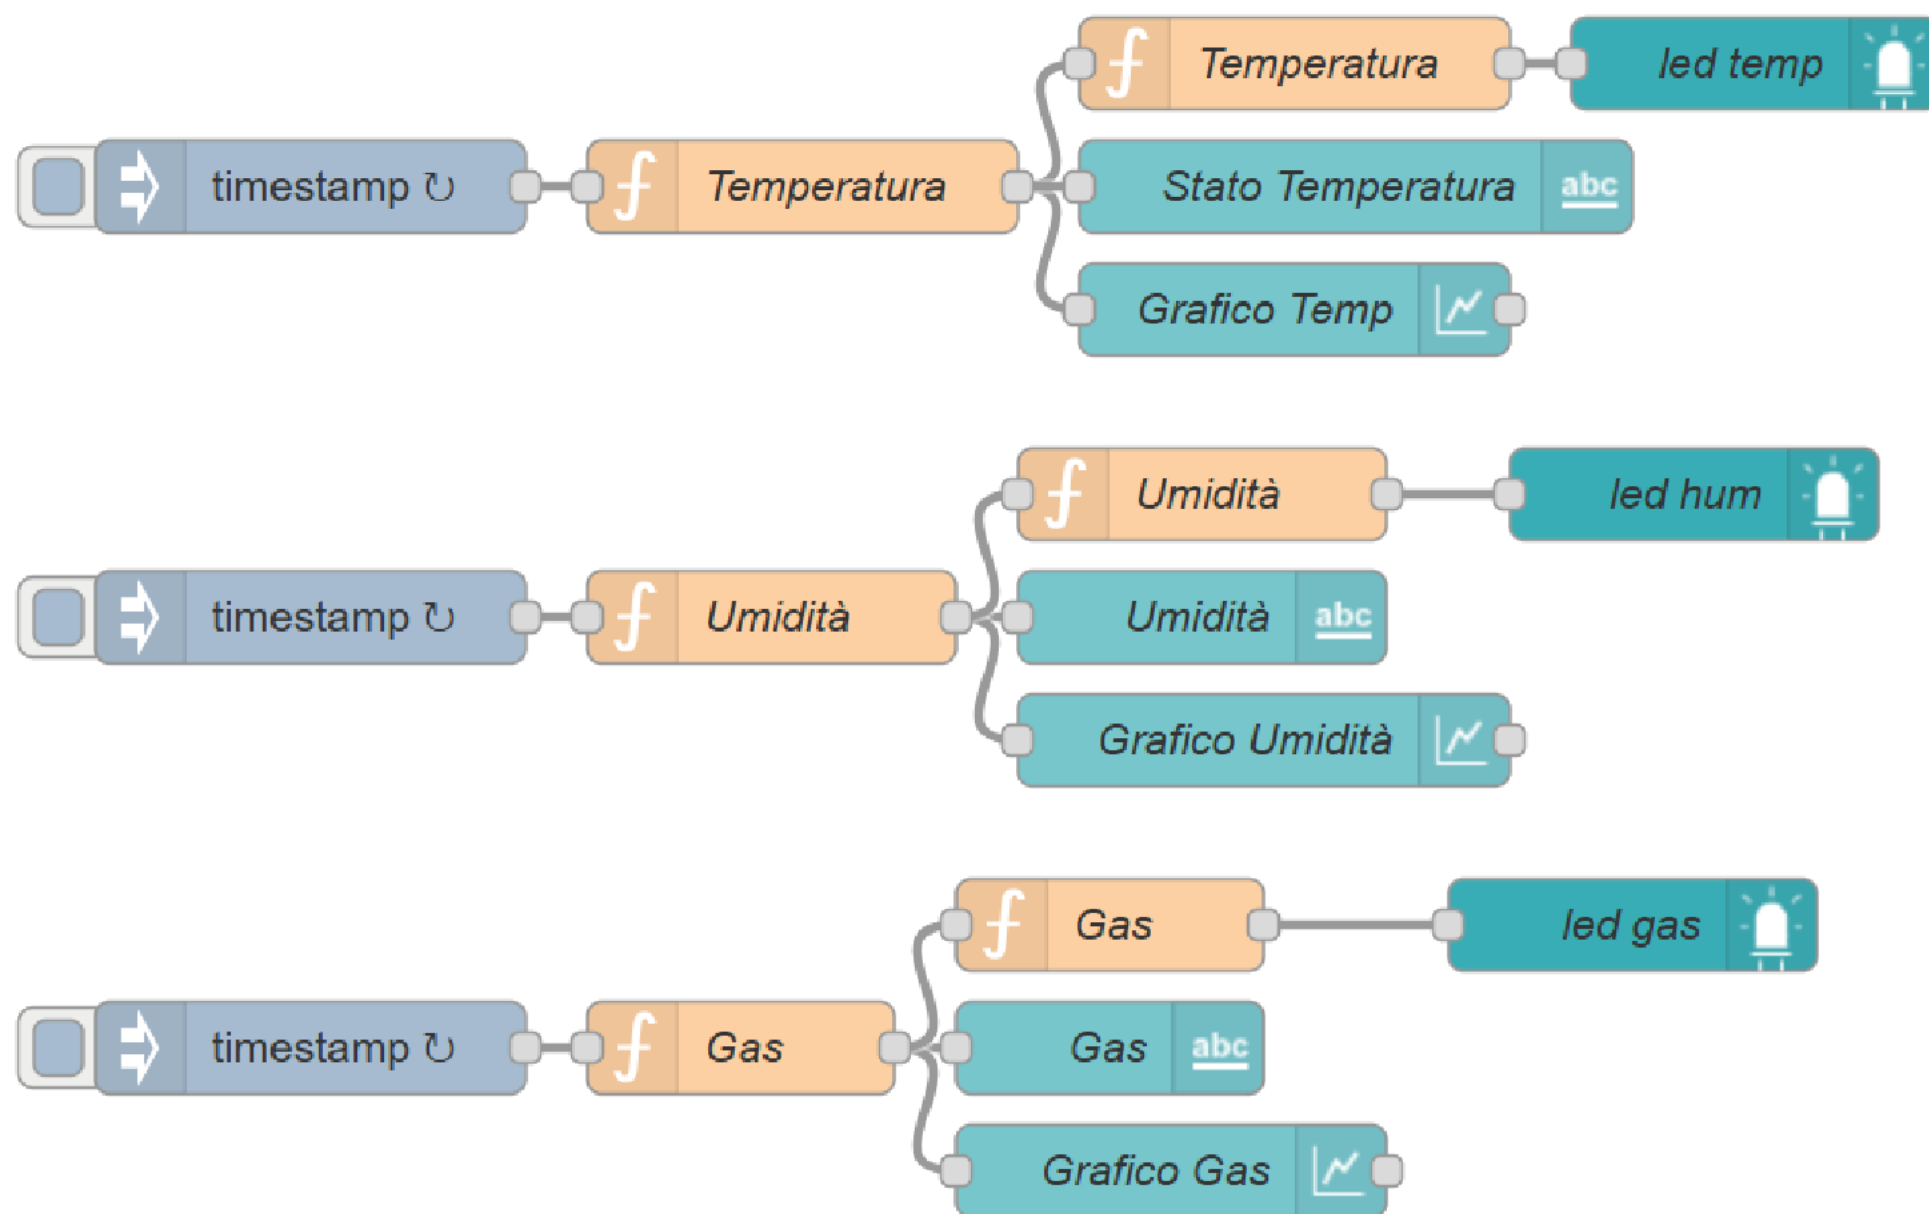 Temperatura
led temp
timestamp ↻
Temperatura
Stato Temperatura
abc
Grafico Temp
Umidità
led hum
timestamp ↻
Umidità
Umidità
abc
Grafico Umidità
Gas
led gas
timestamp ↻
Gas
Gas
abc
Grafico Gas